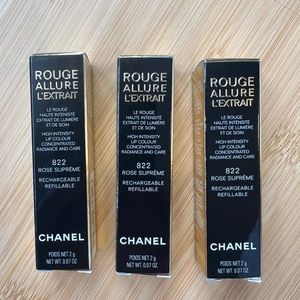 ROUGE
ALLURE
L'EXTRAIT
LE ROUGE
HAUTE INTENSITÉ
EXTRAIT DE LUMIÈRE
ET DE SOIN
HIGH INTENSITY
LIP COLOUR
CONCENTRATED
RADIANCE AND CARE
822
ROSE SUPRÊME
RECHARGEABLE
REFILLABLE
CHANEL
POIDS NET 2 g
NET WT. 0.07 OZ
ROUGE
ALLURE
L'EXTRAIT
LE ROUGE
HAUTE INTENSITÉ
EXTRAIT DE LUMIÈRE
ET DE SOIN
HIGH INTENSITY
LIP COLOUR
CONCENTRATED
RADIANCE AND CARE
822
ROSE SUPRÊME
RECHARGEABLE
REFILLABLE
CHANEL
POIDS NET 2 g
NET WT. 0.07 OZ
ROUGE
ALLURE
L'EXTRAIT
LE ROUGE
HAUTE INTENSITÉ
EXTRAIT DE LUMIÈRE
ET DE SOIN
HIGH INTENSITY
LIP COLOUR
CONCENTRATED
RADIANCE AND CARE
822
ROSE SUPRÊME
RECHARGEABLE
REFILLABLE
CHANEL
POIDS NET 2 g
NET WT. 0.07 OZ